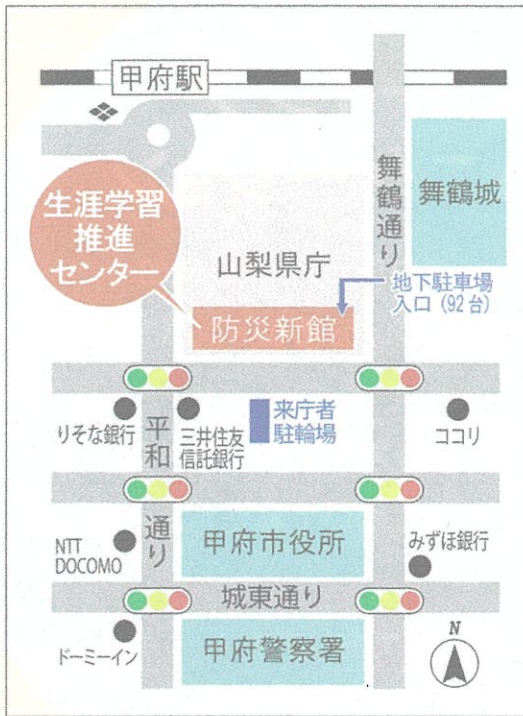 甲府駅
生涯学習
推進
センター
山梨県庁
舞鶴通り
舞鶴城
地下駐車場
入口（92台）
防災新館
りそな銀行
平和通り
三井住友
信託銀行
来庁者
駐輪場
ココリ
NTT
DOCOMO
甲府市役所
みずほ銀行
城東通り
ドーミーイン
甲府警察署
N